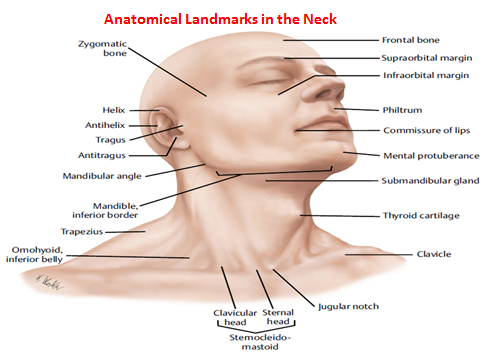 Anatomical Landmarks in the Neck
Zygomatic
bone
Helix
Antihelix
Tragus
Antitragus
Mandibular angle
Mandible,
inferior border
Trapezius
Omohyoid,
inferior belly
Frontal bone
Supraorbital margin
Infraorbital margin
Philtrum
Commissure of lips
Mental protuberance
Submandibular gland
Thyroid cartilage
Clavicle
Jugular notch
Clavicular
head
Sternal
head
Stemocleido-
mastoid